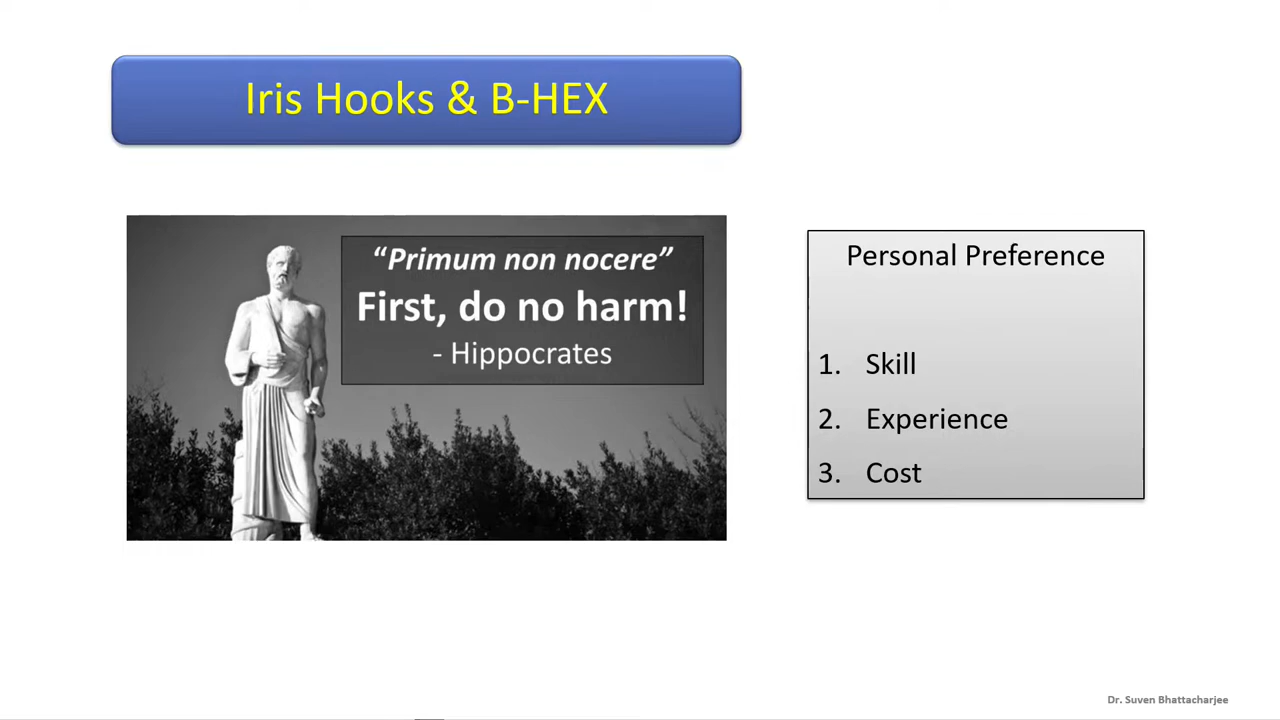 Iris Hooks & B-HEX
“Primum non nocere”
First, do no harm!
- Hippocrates
Personal Preference
1. Skill
2. Experience
3. Cost
Dr. Suven Bhattacharjee